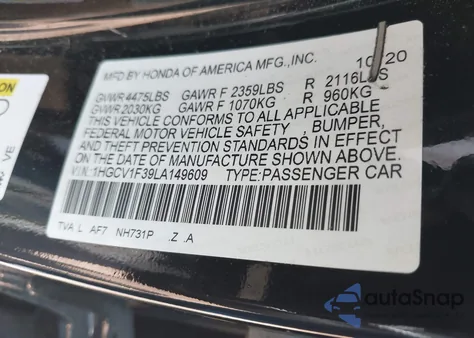 MFD BY HONDA OF AMERICA MFG.,INC. 10/20
GVWR 4475LBS GAWR F 2359LBS R 2116LBS
GVWR 2030KG GAWR F 1070KG R 960KG
THIS VEHICLE CONFORMS TO ALL APPLICABLE
FEDERAL MOTOR VEHICLE SAFETY , BUMPER,
AND THEFT PREVENTION STANDARDS IN EFFECT
ON THE DATE OF MANUFACTURE SHOWN ABOVE.
VIN:1HGCV1F39LA149609 TYPE:PASSENGER CAR
TVA L AF7 NH731P .Z .A
VE
autoSnap